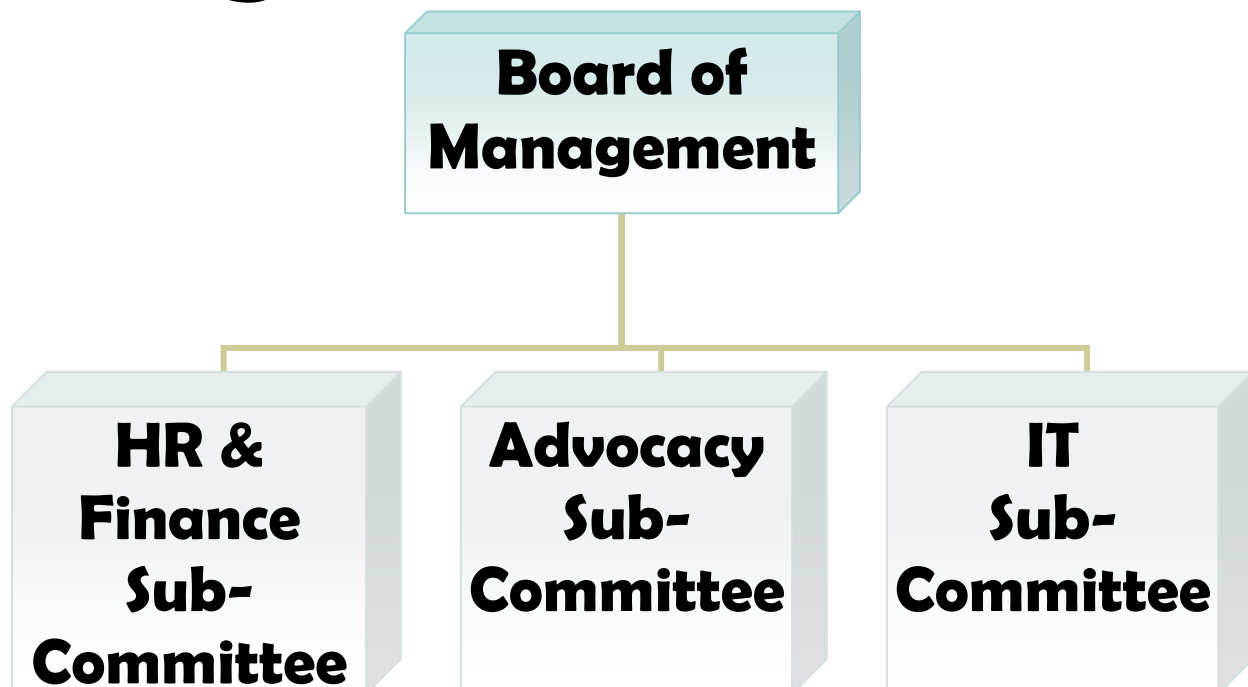 Board of
Management
HR &
Finance
Sub-
Committee
Advocacy
Sub-
Committee
IT
Sub-
Committee